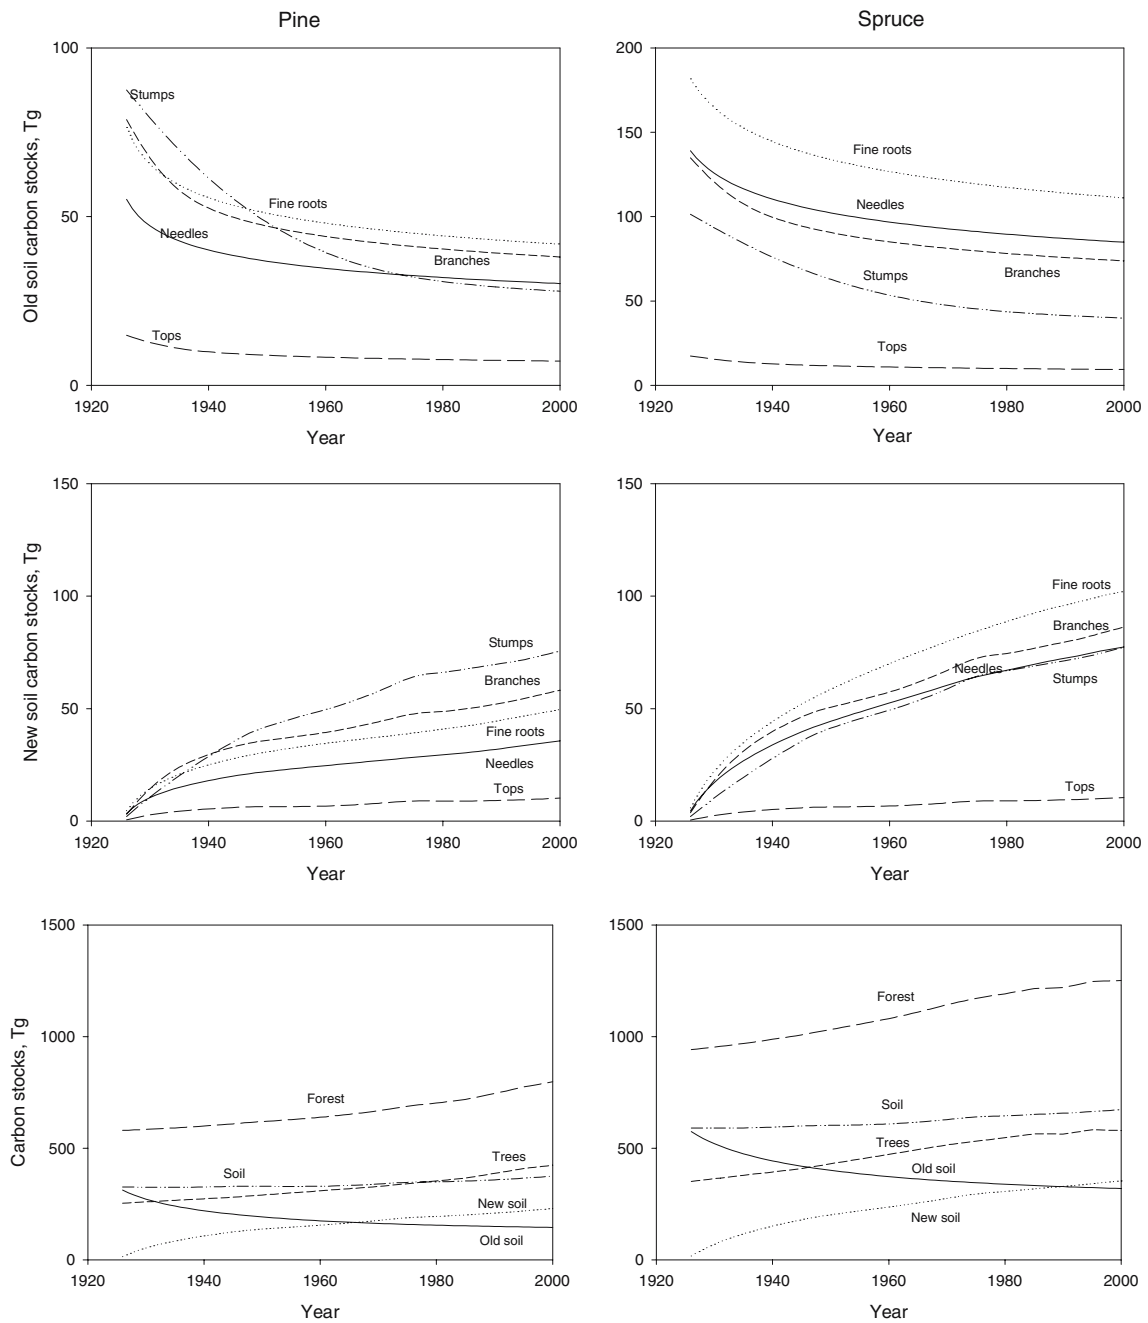 Pine
Spruce
Old soil carbon stocks, Tg
100
50
0
Stumps
Fine roots
Needles
Branches
Tops
1920 1940 1960 1980 2000
Year
200
150
100
50
0
Fine roots
Needles
Branches
Stumps
Tops
1920 1940 1960 1980 2000
Year
New soil carbon stocks, Tg
150
100
50
0
Stumps
Branches
Fine roots
Needles
Tops
1920 1940 1960 1980 2000
Year
150
100
50
0
Fine roots
Branches
Needles
Stumps
Tops
1920 1940 1960 1980 2000
Year
Carbon stocks, Tg
1500
1000
500
0
Forest
Trees
Soil
New soil
Old soil
1920 1940 1960 1980 2000
Year
1500
1000
500
0
Forest
Soil
Trees
Old soil
New soil
1920 1940 1960 1980 2000
Year